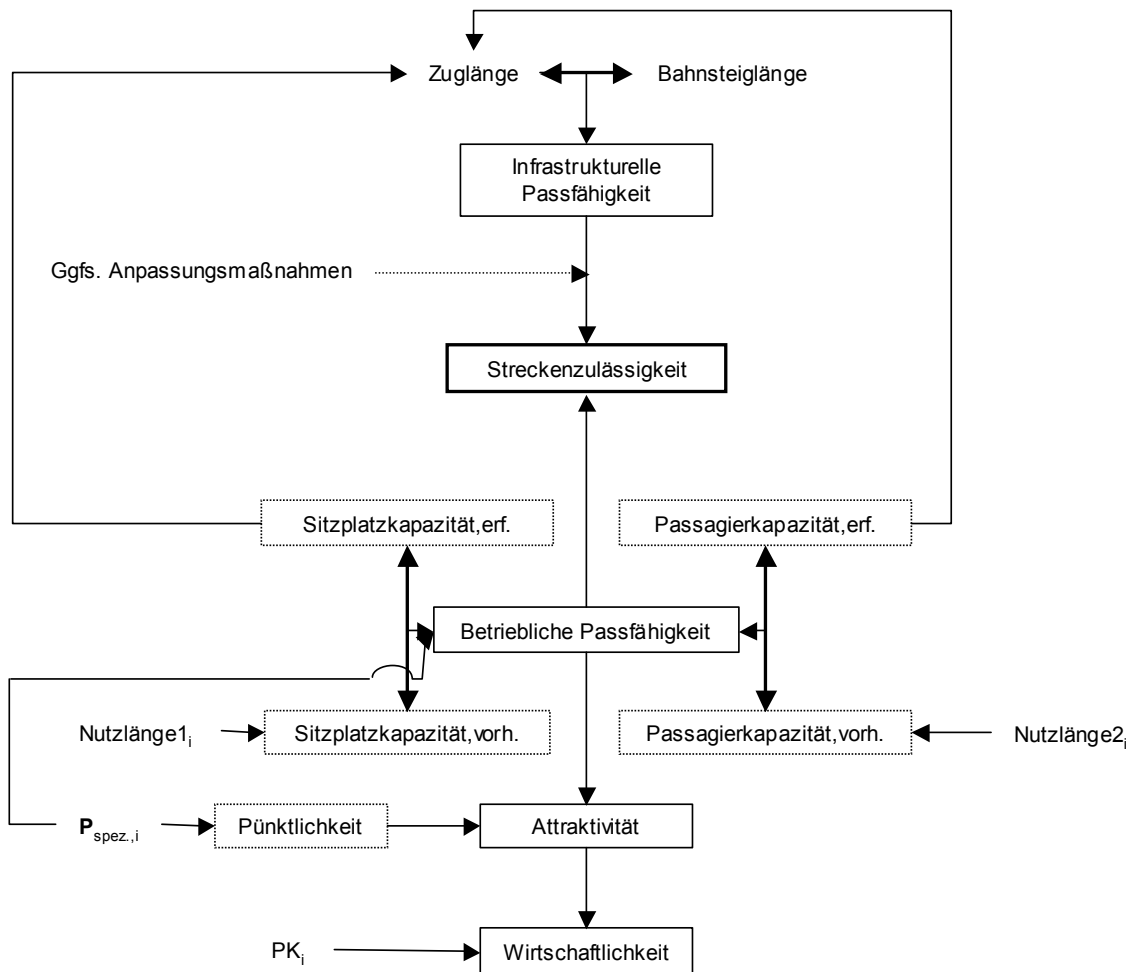 Zuglänge
Bahnsteiglänge
Infrastrukturelle
Passfähigkeit
Ggfs. Anpassungsmaßnahmen
Streckenzulässigkeit
Sitzplatzkapazität,erf.
Passagierkapazität,erf.
Betriebliche Passfähigkeit
Nutzlänge1i
Sitzplatzkapazität,vorh.
Passagierkapazität,vorh.
Nutzlänge2i
Pspez.,i
Pünktlichkeit
Attraktivität
PKi
Wirtschaftlichkeit